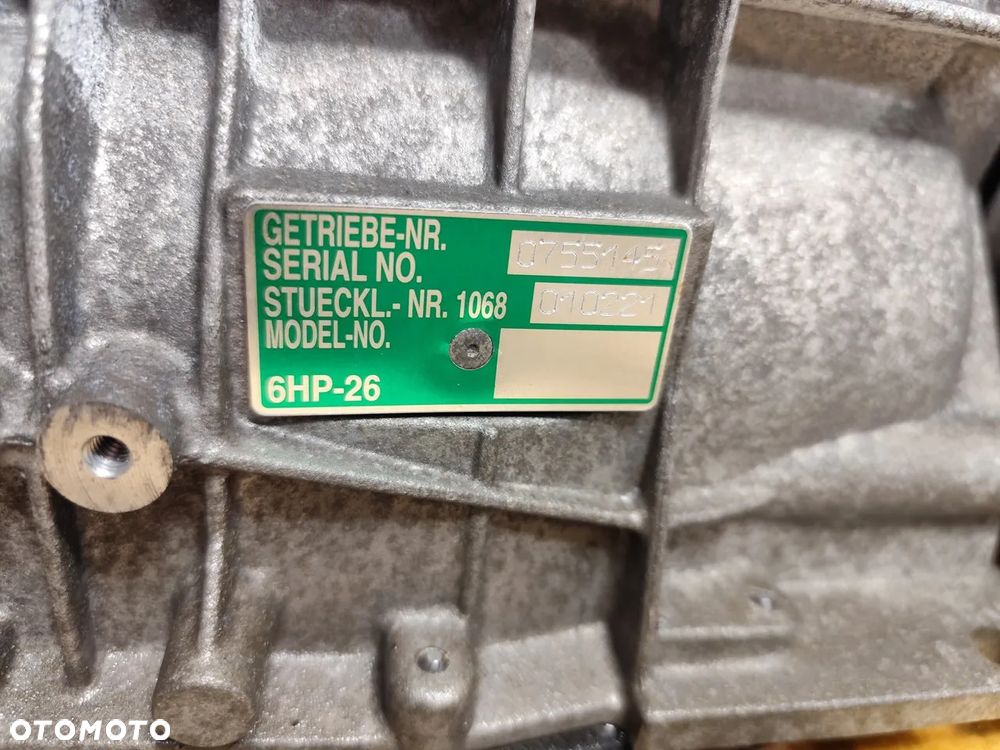 GETRIEBE-NR.
SERIAL NO. 0755145
STUECKL.- NR. 1068 010221
MODEL-NO.
6HP-26
OTOMOTO